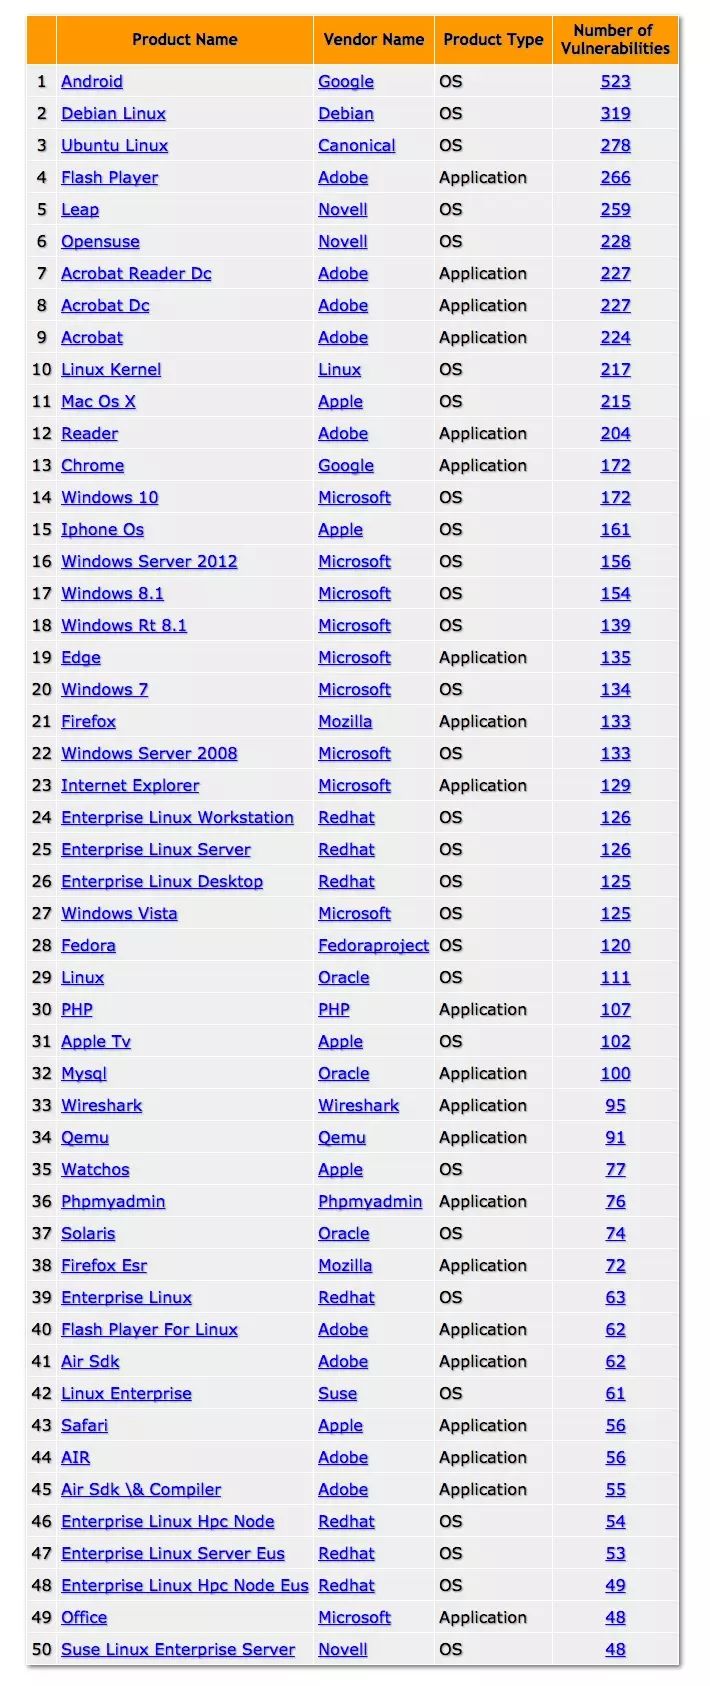 Product Name Vendor Name Product Type Number of Vulnerabilities
1 Android Google OS 523
2 Debian Linux Debian OS 319
3 Ubuntu Linux Canonical OS 278
4 Flash Player Adobe Application 266
5 Leap Novell OS 259
6 Opensuse Novell OS 228
7 Acrobat Reader Dc Adobe Application 227
8 Acrobat Dc Adobe Application 227
9 Acrobat Adobe Application 224
10 Linux Kernel Linux OS 217
11 Mac Os X Apple OS 215
12 Reader Adobe Application 204
13 Chrome Google Application 172
14 Windows 10 Microsoft OS 172
15 Iphone Os Apple OS 161
16 Windows Server 2012 Microsoft OS 156
17 Windows 8.1 Microsoft OS 154
18 Windows Rt 8.1 Microsoft OS 139
19 Edge Microsoft Application 135
20 Windows 7 Microsoft OS 134
21 Firefox Mozilla Application 133
22 Windows Server 2008 Microsoft OS 133
23 Internet Explorer Microsoft Application 129
24 Enterprise Linux Workstation Redhat OS 126
25 Enterprise Linux Server Redhat OS 126
26 Enterprise Linux Desktop Redhat OS 125
27 Windows Vista Microsoft OS 125
28 Fedora Fedoraproject OS 120
29 Linux Oracle OS 111
30 PHP PHP Application 107
31 Apple Tv Apple OS 102
32 Mysql Oracle Application 100
33 Wireshark Wireshark Application 95
34 Qemu Qemu Application 91
35 Watchos Apple OS 77
36 Phpmyadmin Phpmyadmin Application 76
37 Solaris Oracle OS 74
38 Firefox Esr Mozilla Application 72
39 Enterprise Linux Redhat OS 63
40 Flash Player For Linux Adobe Application 62
41 Air Sdk Adobe Application 62
42 Linux Enterprise Suse OS 61
43 Safari Apple Application 56
44 AIR Adobe Application 56
45 Air Sdk \& Compiler Adobe Application 55
46 Enterprise Linux Hpc Node Redhat OS 54
47 Enterprise Linux Server Eus Redhat OS 53
48 Enterprise Linux Hpc Node Eus Redhat OS 49
49 Office Microsoft Application 48
50 Suse Linux Enterprise Server Novell OS 48